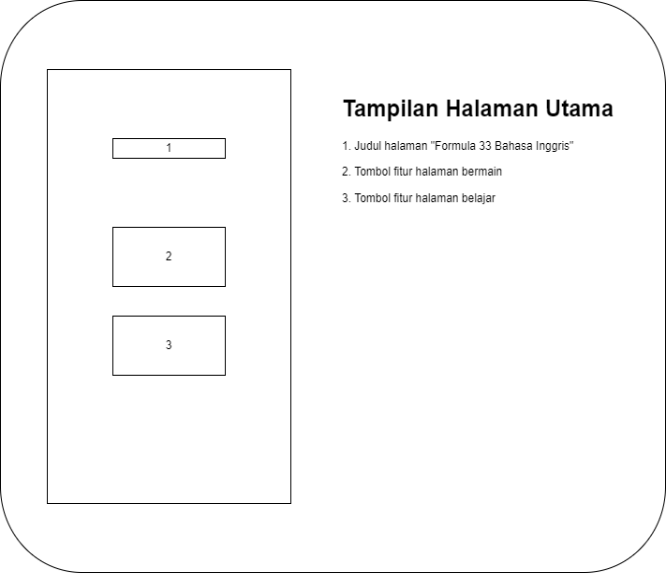 Tampilan Halaman Utama
1. Judul halaman "Formula 33 Bahasa Inggris"
2. Tombol fitur halaman bermain
3. Tombol fitur halaman belajar
1
2
3